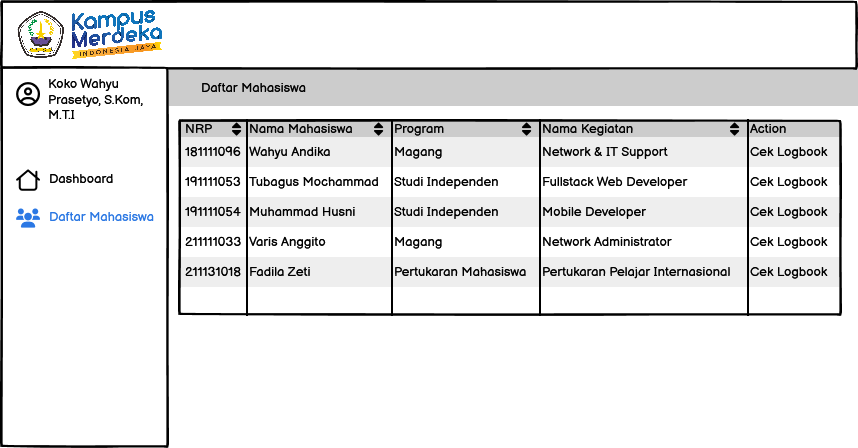 Kampus
Merdeka
INDONESIA JAYA
Koko Wahyu
Prasetyo, S.Kom,
M.T.I
Dashboard
Daftar Mahasiswa
Daftar Mahasiswa
NRP Nama Mahasiswa Program Nama Kegiatan Action
181111096 Wahyu Andika Magang Network & IT Support Cek Logbook
191111053 Tubagus Mochammad Studi Independen Fullstack Web Developer Cek Logbook
191111054 Muhammad Husni Studi Independen Mobile Developer Cek Logbook
211111033 Varis Anggito Magang Network Administrator Cek Logbook
211131018 Fadila Zeti Pertukaran Mahasiswa Pertukaran Pelajar Internasional Cek Logbook